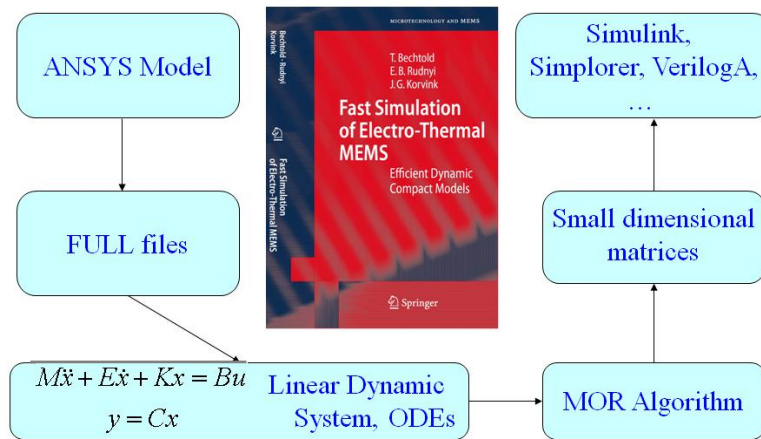 ANSYS Model
FULL files
Mẍ + Eẋ + Kx = Bu
y = Cx
Linear Dynamic
System, ODEs
MOR Algorithm
Small dimensional
matrices
Simulink,
Simplorer, VerilogA,
…
Bechtold · Rudnyi
Korvink
Fast Simulation
of Electro-Thermal MEMS
MICROTECHNOLOGY AND MEMS
T. Bechtold
E. B. Rudnyi
J. G. Korvink
Fast Simulation
of Electro-Thermal
MEMS
Efficient Dynamic
Compact Models
Springer